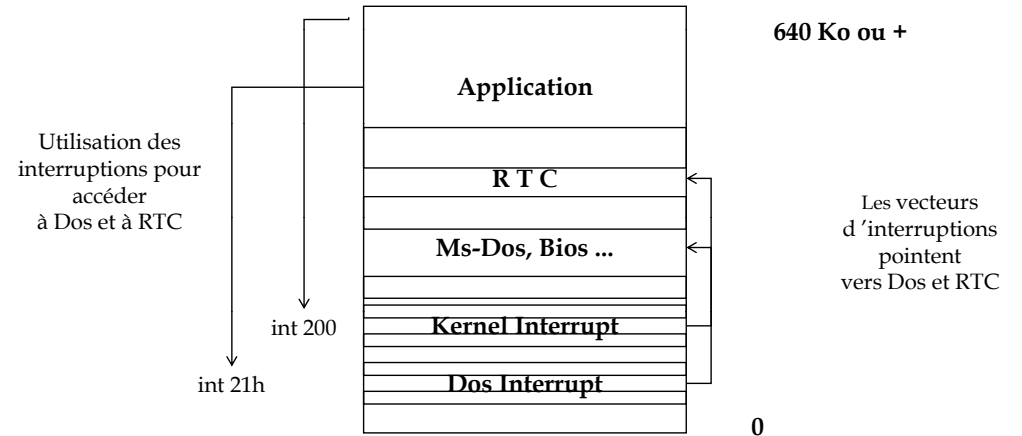 640 Ko ou +
Application
Utilisation des
interruptions pour
accéder
à Dos et à RTC
R T C
Ms-Dos, Bios ...
Les vecteurs
d ’interruptions
pointent
vers Dos et RTC
int 200
Kernel Interrupt
int 21h
Dos Interrupt
0